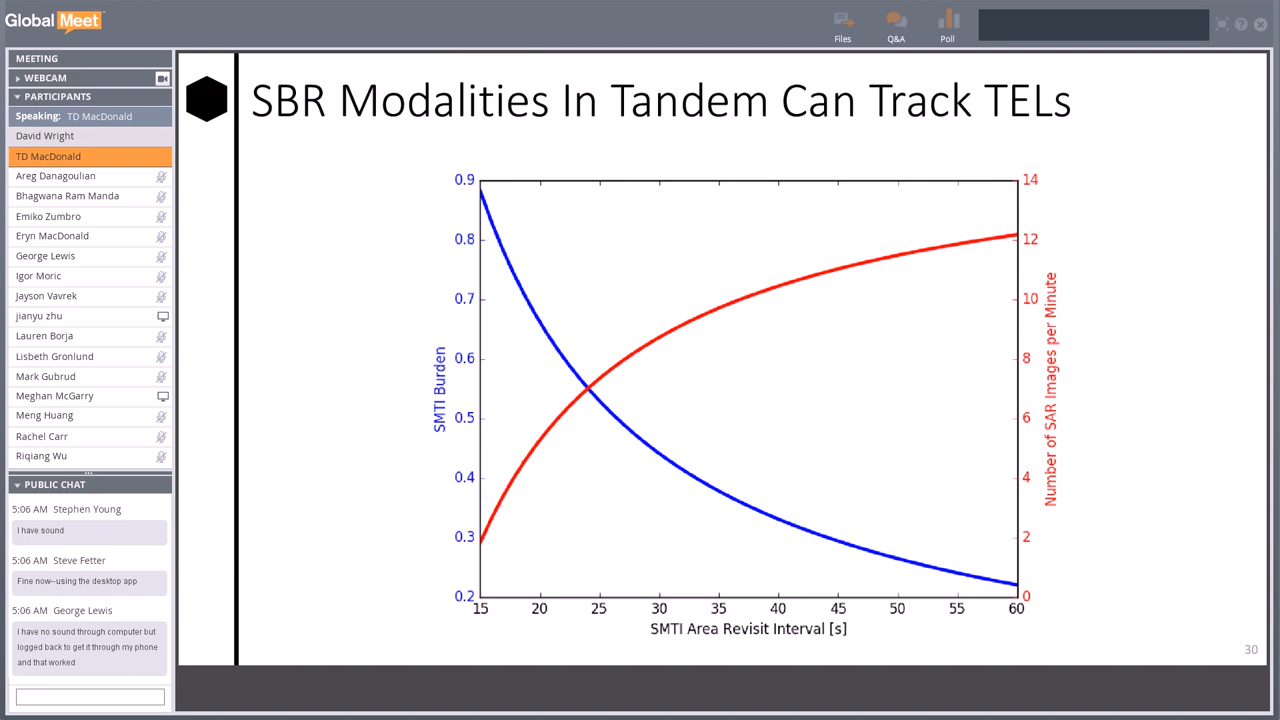 Global Meet
Files
Q&A
Poll
MEETING
WEBCAM
PARTICIPANTS
Speaking: TD MacDonald
David Wright
TD MacDonald
Areg Danagoulian
Bhagwana Ram Manda
Emiko Zumbro
Eryn MacDonald
George Lewis
Igor Moric
Jayson Vavrek
jianyu zhu
Lauren Borja
Lisbeth Gronlund
Mark Gubrud
Meghan McGarry
Meng Huang
Rachel Carr
Riqiang Wu
PUBLIC CHAT
5:06 AM Stephen Young
I have sound
5:06 AM Steve Fetter
Fine now--using the desktop app
5:06 AM George Lewis
I have no sound through computer but
logged back to get it through my phone
and that worked
SBR Modalities In Tandem Can Track TELs
0.9
0.8
0.7
0.6
0.5
0.4
0.3
0.2
SMTI Burden
14
12
10
8
6
4
2
0
Number of SAR Images per Minute
15 20 25 30 35 40 45 50 55 60
SMTI Area Revisit Interval [s]
30